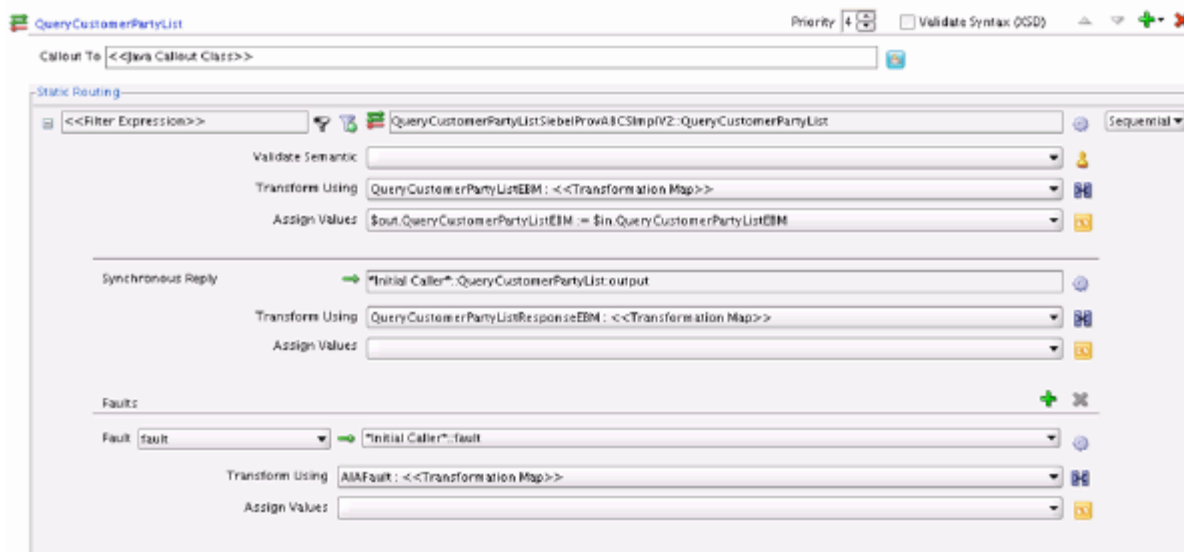 QueryCustomerPartyList Priority 4 Validate Syntax (XSD)
Callout To <<Java Callout Class>>
Static Routing
<<Filter Expression>> QueryCustomerPartyListSiebelProvABCSImplV2::QueryCustomerPartyList Sequential
Validate Semantic
Transform Using QueryCustomerPartyListEBM : <<Transformation Map>>
Assign Values $out.QueryCustomerPartyListEBM := $in.QueryCustomerPartyListEBM
Synchronous Reply *Initial Caller*::QueryCustomerPartyList:output
Transform Using QueryCustomerPartyListResponseEBM : <<Transformation Map>>
Assign Values
Faults
Fault fault *Initial Caller*::fault
Transform Using AIAFault : <<Transformation Map>>
Assign Values